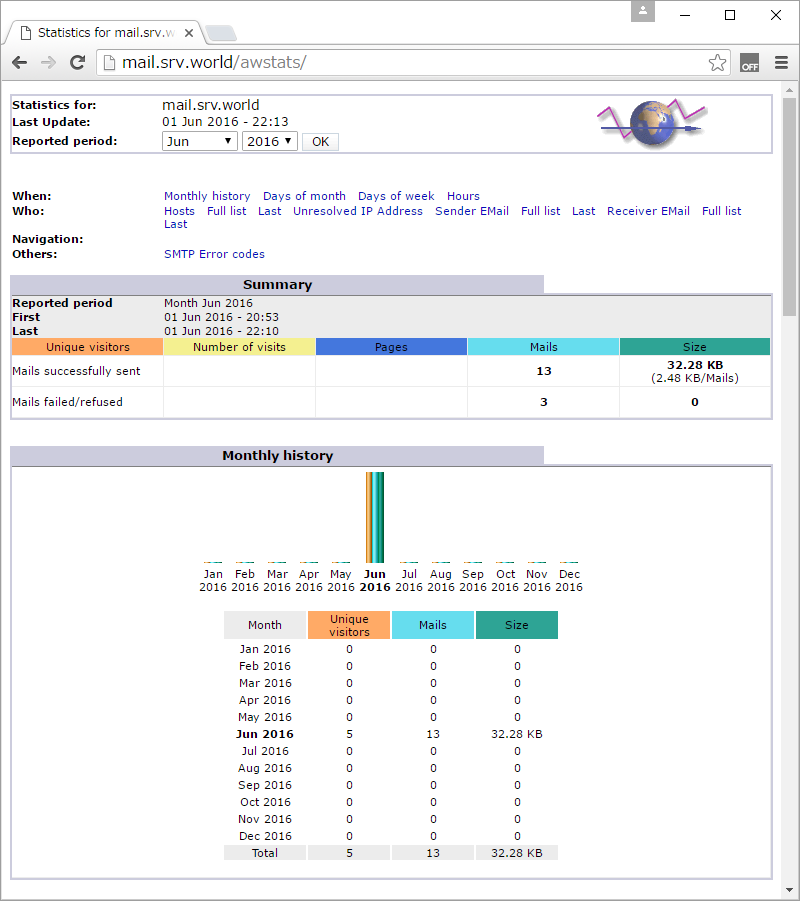 Statistics for mail.srv.w
mail.srv.world/awstats/
OFF
Statistics for: mail.srv.world
Last Update: 01 Jun 2016 - 22:13
Reported period: Jun 2016 OK
When: Monthly history Days of month Days of week Hours
Who: Hosts Full list Last Unresolved IP Address Sender EMail Full list Last Receiver EMail Full list
Last
Navigation:
Others: SMTP Error codes
Summary
Reported period Month Jun 2016
First 01 Jun 2016 - 20:53
Last 01 Jun 2016 - 22:10
Unique visitors Number of visits Pages Mails Size
Mails successfully sent 13 32.28 KB
(2.48 KB/Mails)
Mails failed/refused 3 0
Monthly history
Jan Feb Mar Apr May Jun Jul Aug Sep Oct Nov Dec
2016 2016 2016 2016 2016 2016 2016 2016 2016 2016 2016 2016
Month Unique visitors Mails Size
Jan 2016 0 0 0
Feb 2016 0 0 0
Mar 2016 0 0 0
Apr 2016 0 0 0
May 2016 0 0 0
Jun 2016 5 13 32.28 KB
Jul 2016 0 0 0
Aug 2016 0 0 0
Sep 2016 0 0 0
Oct 2016 0 0 0
Nov 2016 0 0 0
Dec 2016 0 0 0
Total 5 13 32.28 KB